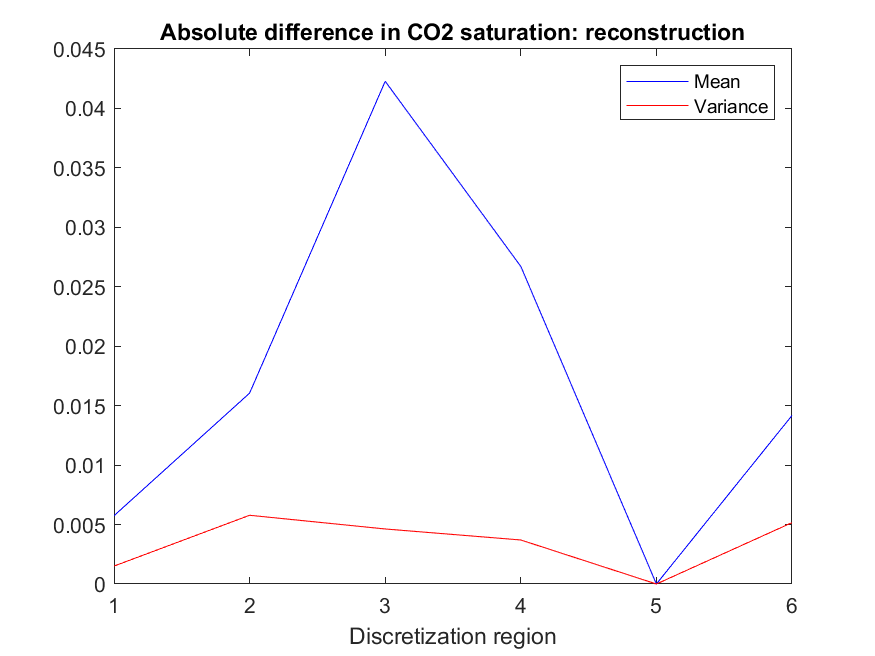 Absolute difference in CO2 saturation: reconstruction
0.045
0.04
0.035
0.03
0.025
0.02
0.015
0.01
0.005
0
Mean
Variance
1 2 3 4 5 6
Discretization region